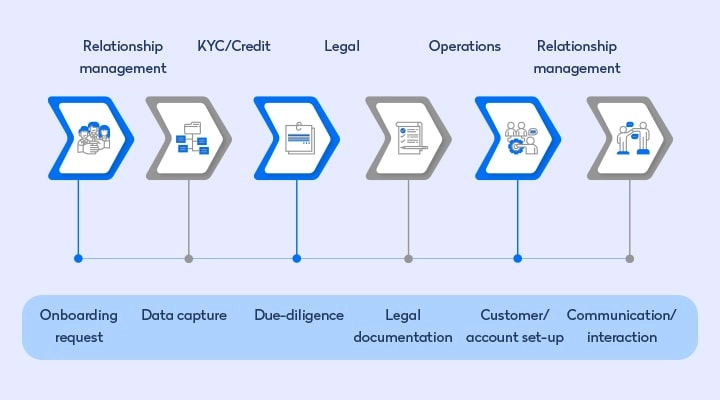 Relationship
management
KYC/Credit
Legal
Operations
Relationship
management
Onboarding
request
Data capture
Due-diligence
Legal
documentation
Customer/
account set-up
Communication/
interaction